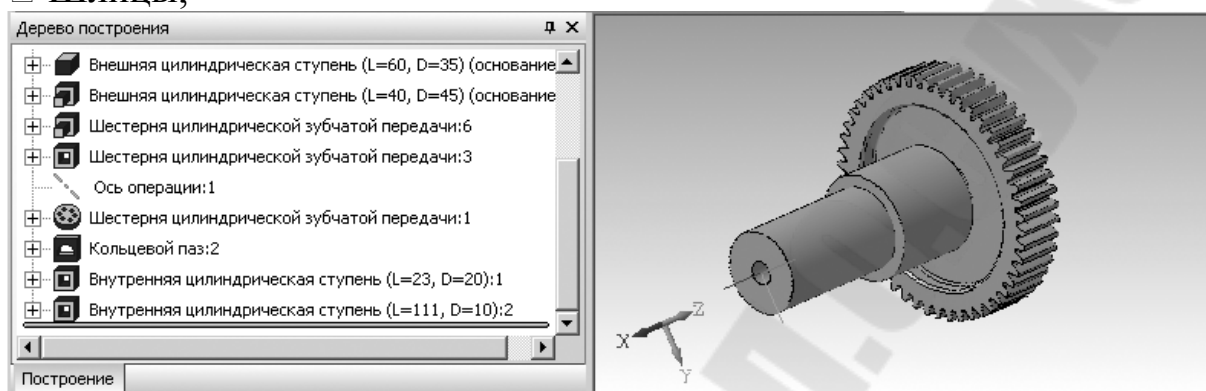 Шлицы;
Дерево построения
Внешняя цилиндрическая ступень (L=60, D=35) (основание
Внешняя цилиндрическая ступень (L=40, D=45) (основание
Шестерня цилиндрической зубчатой передачи:6
Шестерня цилиндрической зубчатой передачи:3
Ось операции:1
Шестерня цилиндрической зубчатой передачи:1
Кольцевой паз:2
Внутренняя цилиндрическая ступень (L=23, D=20):1
Внутренняя цилиндрическая ступень (L=111, D=10):2
Построение
Z
X
Y